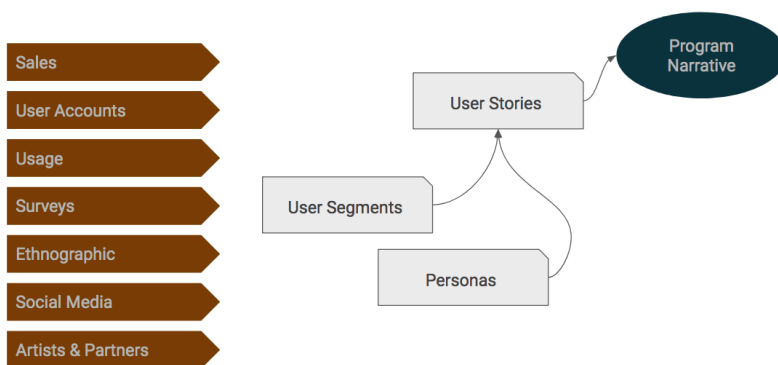 Sales
User Accounts
Usage
Surveys
Ethnographic
Social Media
Artists & Partners
User Segments
Personas
User Stories
Program
Narrative